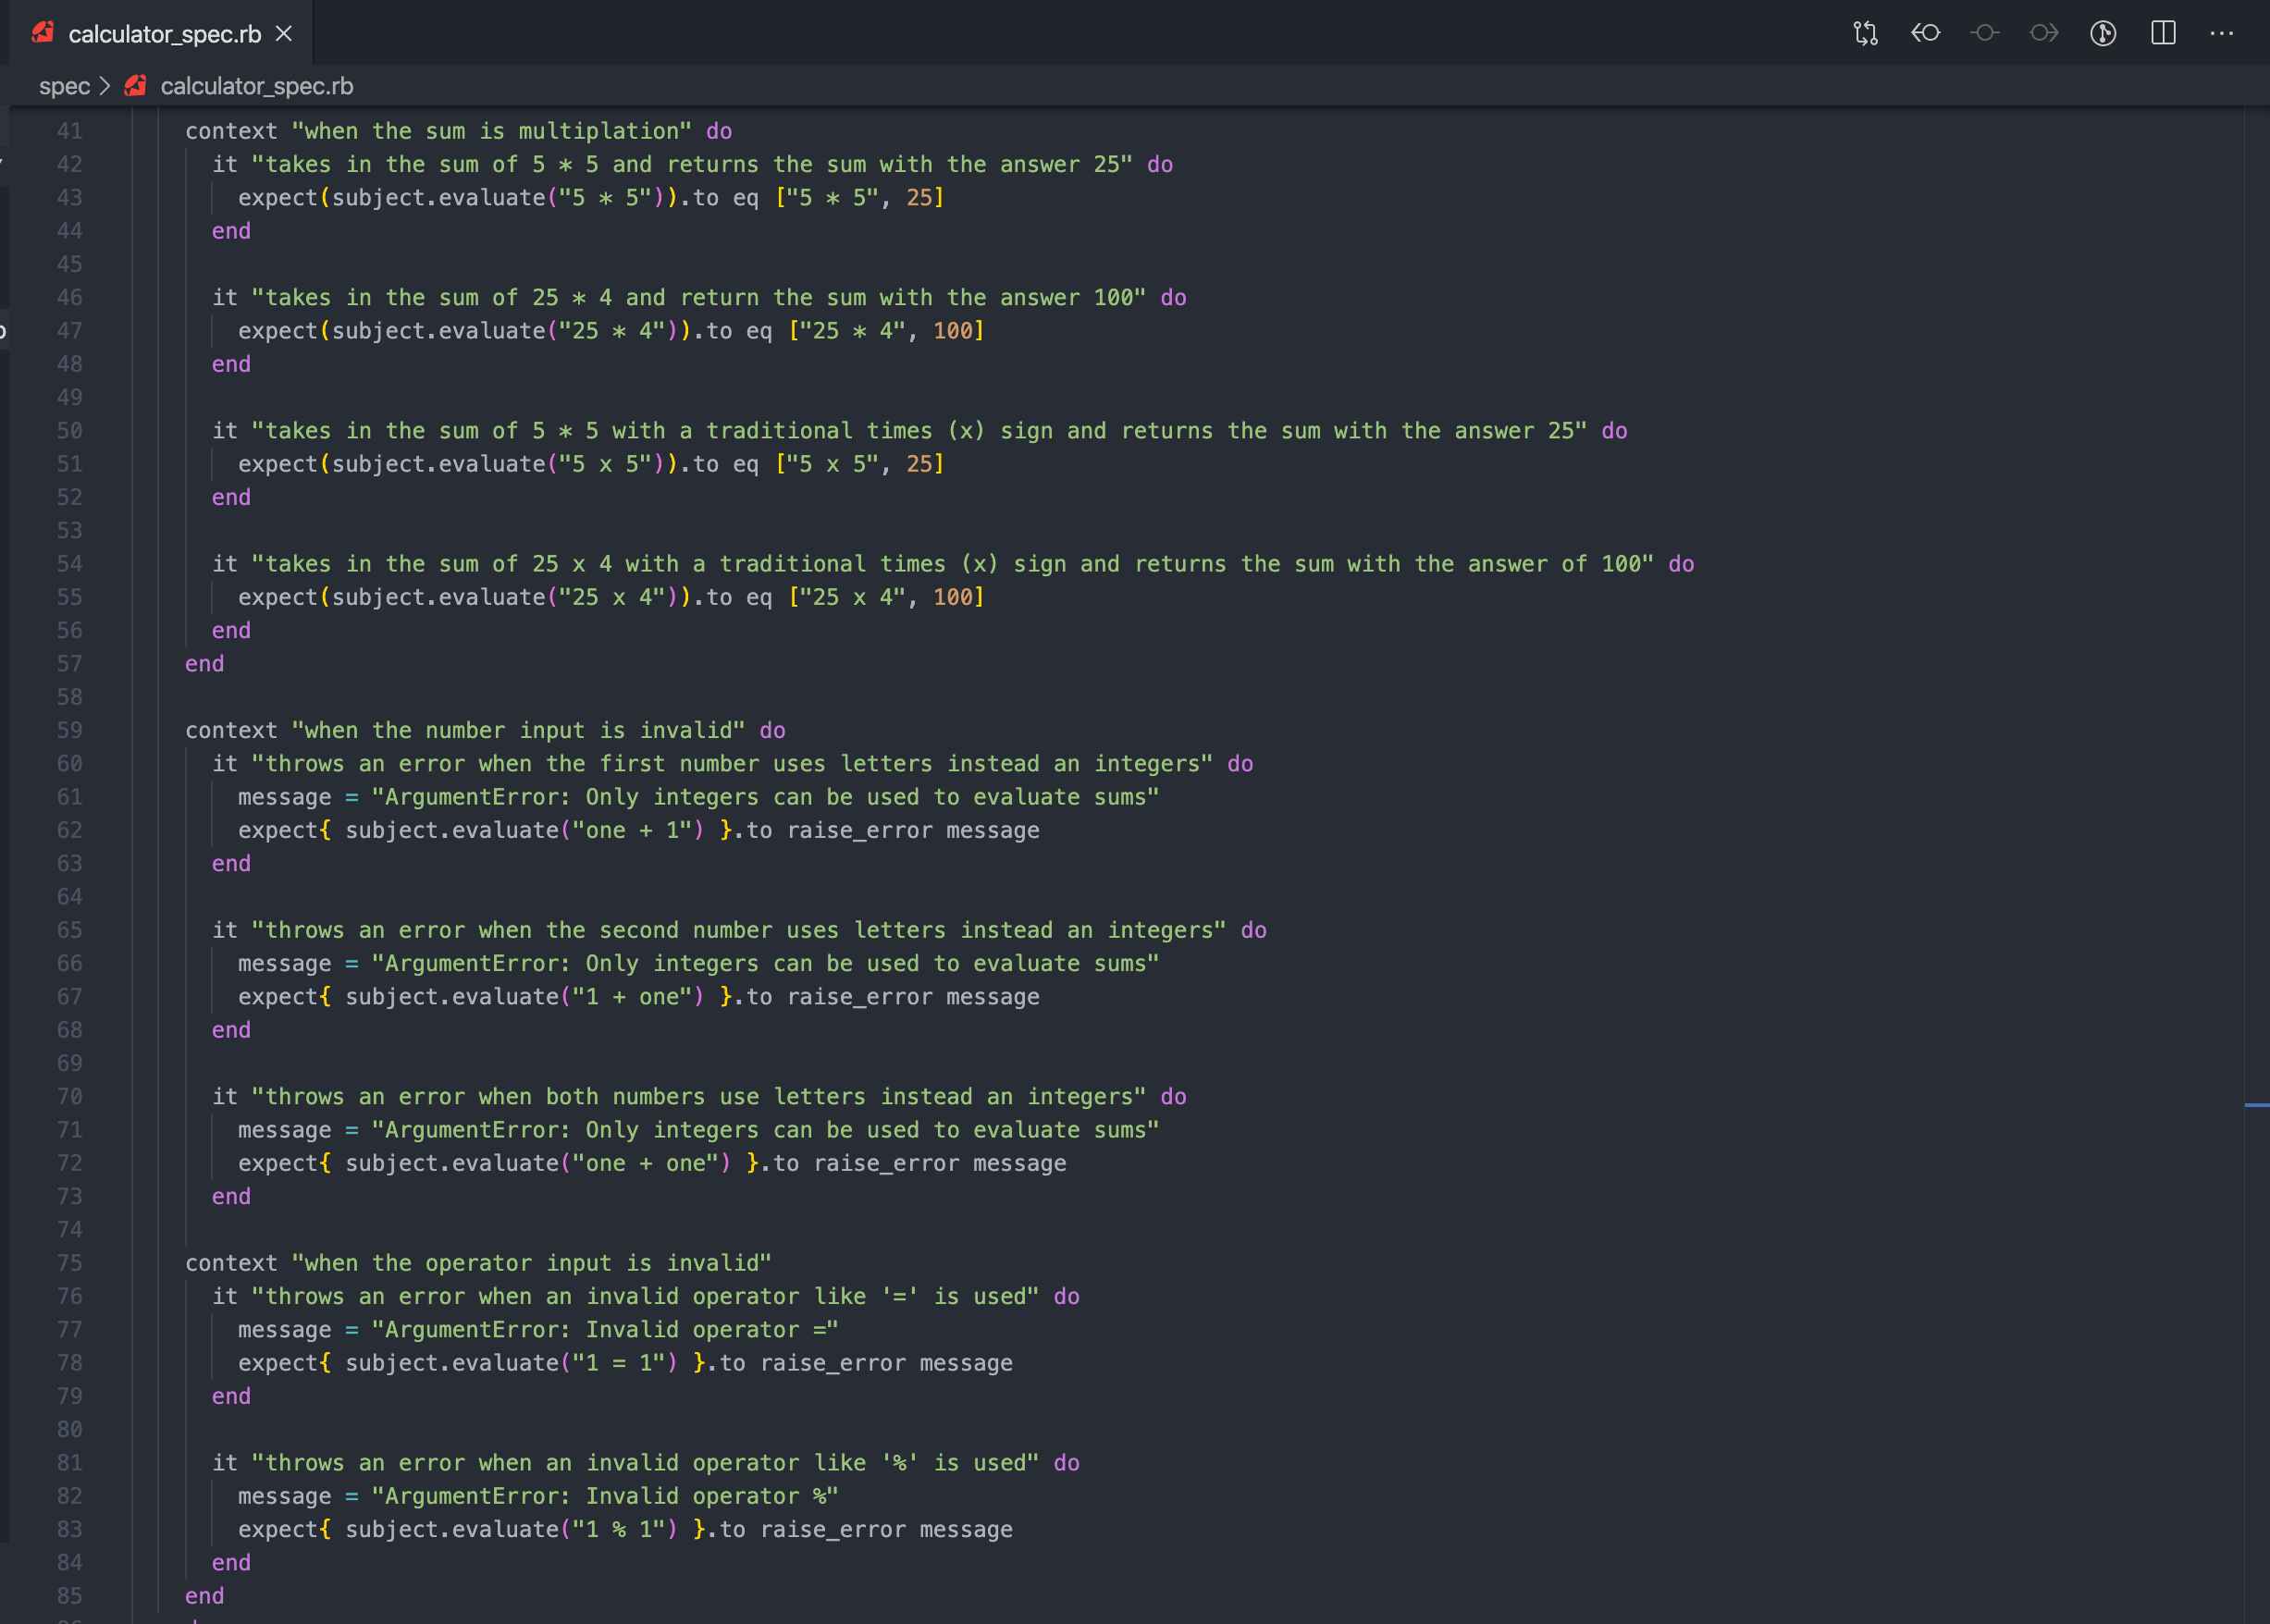 calculator_spec.rb
spec > calculator_spec.rb
41 context "when the sum is multiplation" do
42 it "takes in the sum of 5 * 5 and returns the sum with the answer 25" do
43 expect(subject.evaluate("5 * 5")).to eq ["5 * 5", 25]
44 end
45
46 it "takes in the sum of 25 * 4 and return the sum with the answer 100" do
47 expect(subject.evaluate("25 * 4")).to eq ["25 * 4", 100]
48 end
49
50 it "takes in the sum of 5 * 5 with a traditional times (x) sign and returns the sum with the answer 25" do
51 expect(subject.evaluate("5 x 5")).to eq ["5 x 5", 25]
52 end
53
54 it "takes in the sum of 25 x 4 with a traditional times (x) sign and returns the sum with the answer of 100" do
55 expect(subject.evaluate("25 x 4")).to eq ["25 x 4", 100]
56 end
57 end
58
59 context "when the number input is invalid" do
60 it "throws an error when the first number uses letters instead an integers" do
61 message = "ArgumentError: Only integers can be used to evaluate sums"
62 expect{ subject.evaluate("one + 1") }.to raise_error message
63 end
64
65 it "throws an error when the second number uses letters instead an integers" do
66 message = "ArgumentError: Only integers can be used to evaluate sums"
67 expect{ subject.evaluate("1 + one") }.to raise_error message
68 end
69
70 it "throws an error when both numbers use letters instead an integers" do
71 message = "ArgumentError: Only integers can be used to evaluate sums"
72 expect{ subject.evaluate("one + one") }.to raise_error message
73 end
74
75 context "when the operator input is invalid"
76 it "throws an error when an invalid operator like '=' is used" do
77 message = "ArgumentError: Invalid operator ="
78 expect{ subject.evaluate("1 = 1") }.to raise_error message
79 end
80
81 it "throws an error when an invalid operator like '%' is used" do
82 message = "ArgumentError: Invalid operator %"
83 expect{ subject.evaluate("1 % 1") }.to raise_error message
84 end
85 end